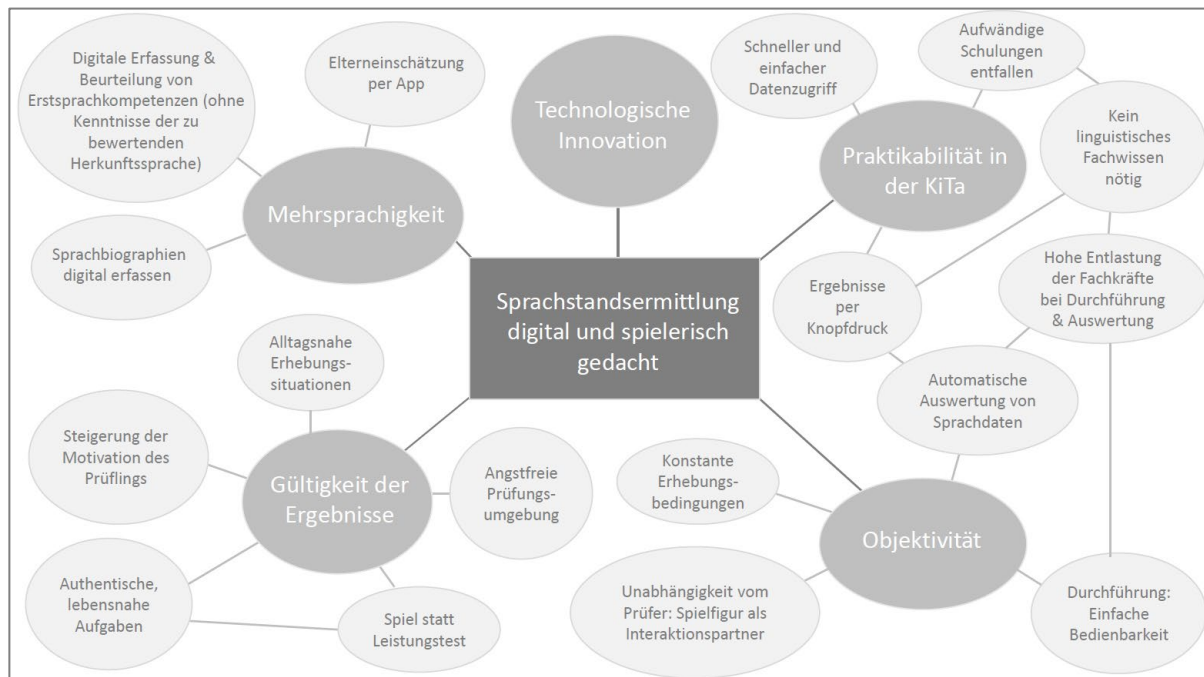 Digitale Erfassung &
Beurteilung von
Erstsprachkompetenzen (ohne
Kenntnisse der zu
bewertenden
Herkunftssprache)
Elterneinschätzung
per App
Technologische
Innovation
Schneller und
einfacher
Datenzugriff
Aufwändige
Schulungen
entfallen
Kein
linguistisches
Fachwissen
nötig
Praktikabilität in
der KiTa
Mehrsprachigkeit
Sprachbiographien
digital erfassen
Sprachstandsermittlung
digital und spielerisch
gedacht
Ergebnisse
per
Knopfdruck
Hohe Entlastung
der Fachkräfte
bei Durchführung
& Auswertung
Alltagsnahe
Erhebungs-
situationen
Automatische
Auswertung von
Sprachdaten
Steigerung der
Motivation des
Prüflings
Gültigkeit der
Ergebnisse
Angstfreie
Prüfungs-
umgebung
Konstante
Erhebungs-
bedingungen
Objektivität
Authentische,
lebensnahe
Aufgaben
Spiel statt
Leistungstest
Unabhängigkeit vom
Prüfer: Spielfigur als
Interaktionspartner
Durchführung:
Einfache
Bedienbarkeit